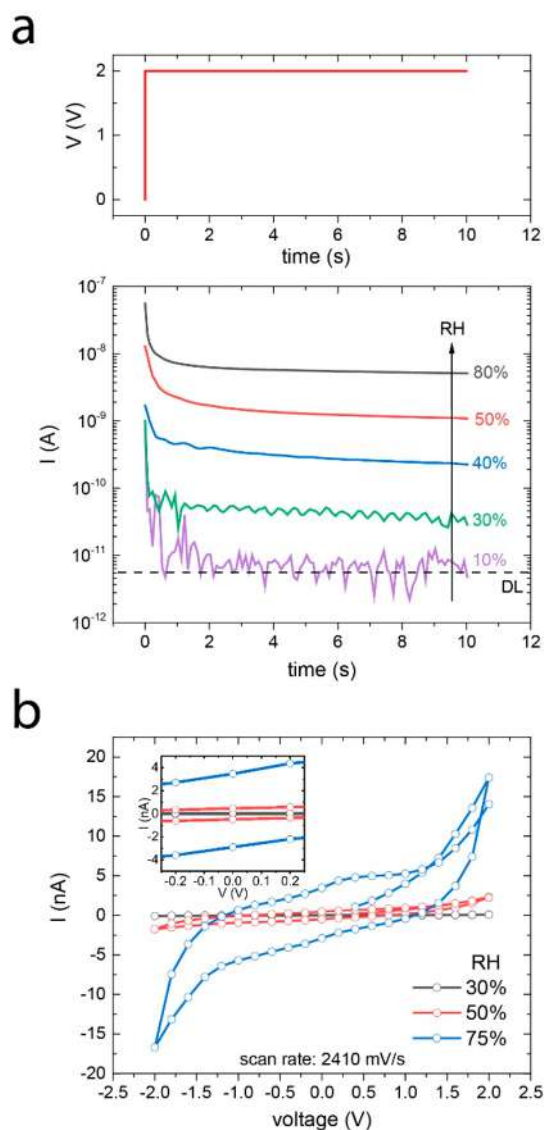 a
V (V)
2
1
0
0 2 4 6 8 10 12
time (s)
I (A)
10-7
10-8
10-9
10-10
10-11
10-12
RH
80%
50%
40%
30%
10%
DL
0 2 4 6 8 10 12
time (s)
b
I (nA)
20
15
10
5
0
-5
-10
-15
-20
I (nA)
4
2
0
-2
-4
-0.2 -0.1 0.0 0.1 0.2
V (V)
RH
30%
50%
75%
scan rate: 2410 mV/s
-2.5 -2.0 -1.5 -1.0 -0.5 0.0 0.5 1.0 1.5 2.0 2.5
voltage (V)